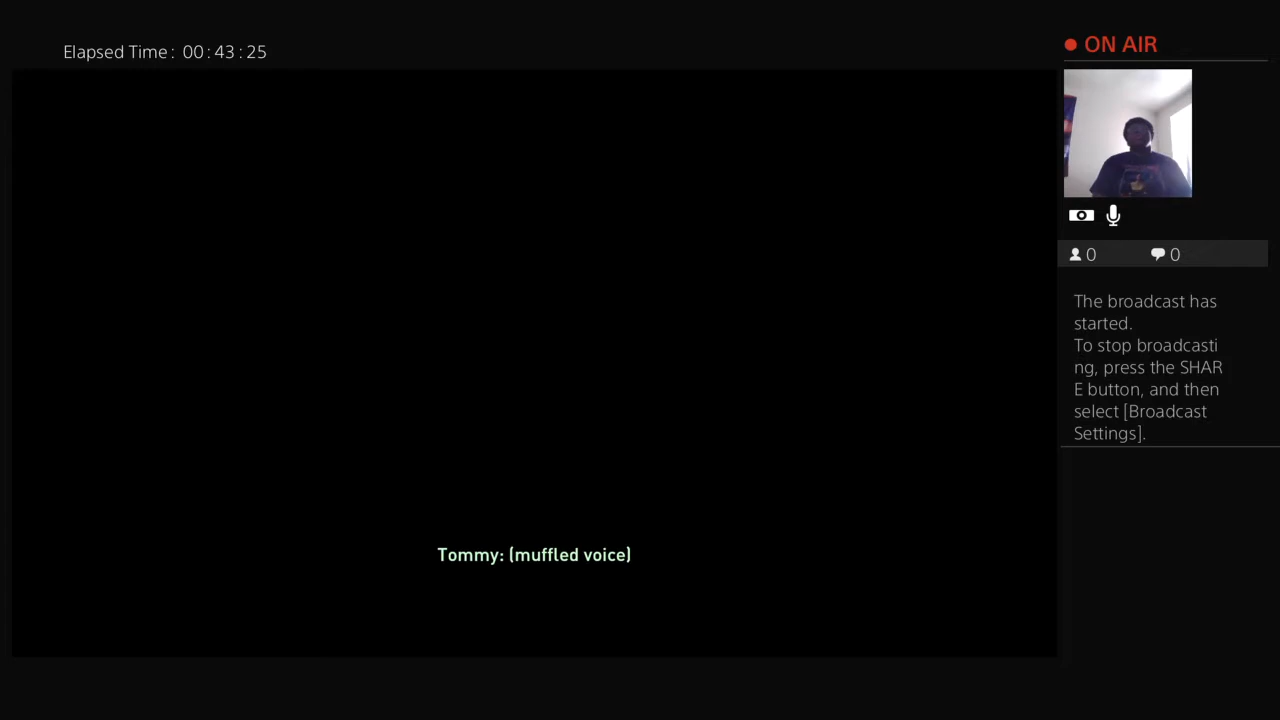 Elapsed Time: 00:43:25
ON AIR
0
0
The broadcast has
started.
To stop broadcasti
ng, press the SHAR
E button, and then
select [Broadcast
Settings].
Tommy: (muffled voice)